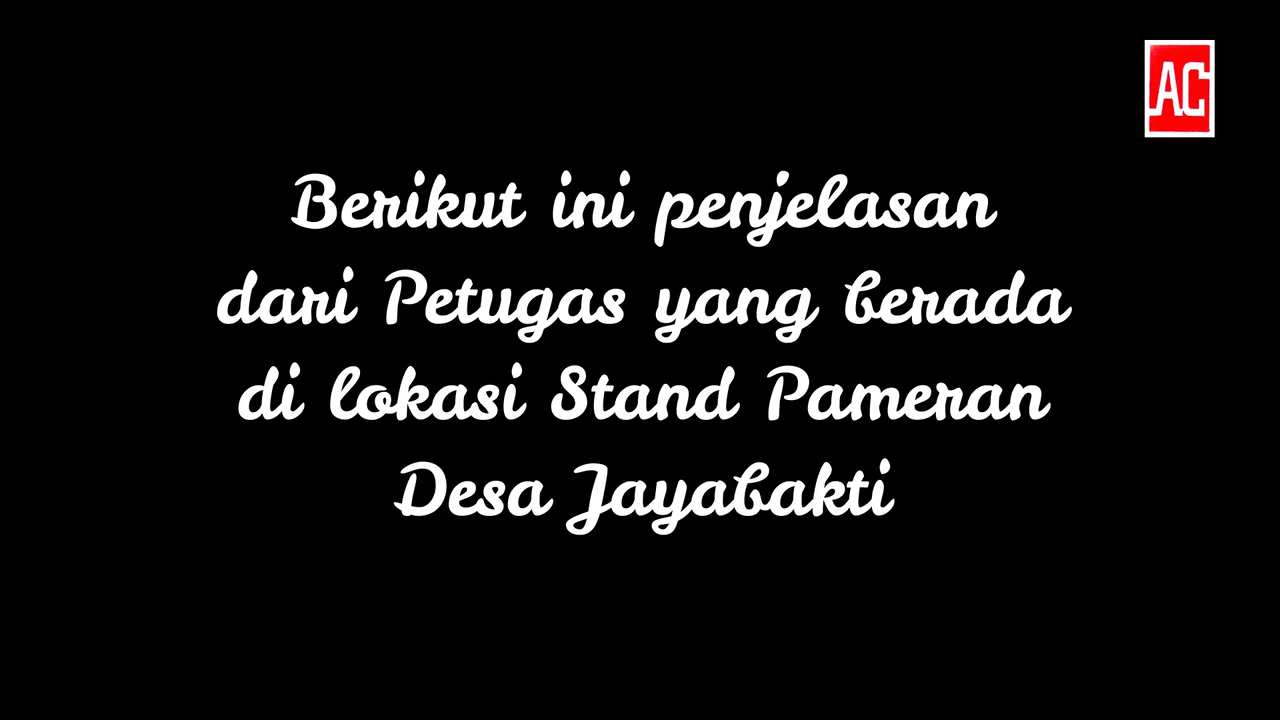 AC
Berikut ini penjelasan
dari Petugas yang berada
di lokasi Stand Pameran
Desa Jayabakti